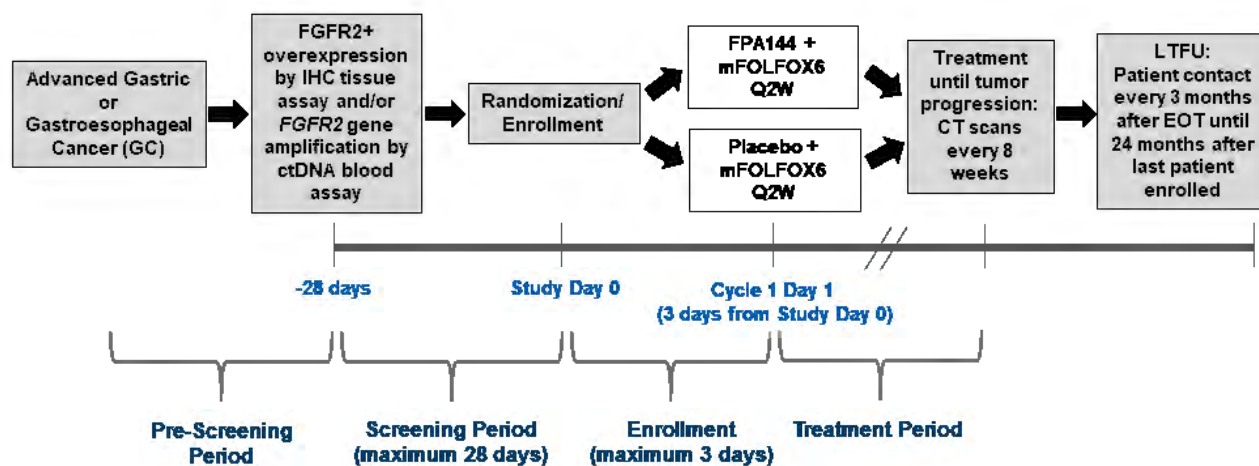 Advanced Gastric
or
Gastroesophageal
Cancer (GC)
FGFR2+
overexpression
by IHC tissue
assay and/or
FGFR2 gene
amplification by
ctDNA blood
assay
Randomization/
Enrollment
FPA144 +
mFOLFOX6
Q2W
Placebo +
mFOLFOX6
Q2W
Treatment
until tumor
progression:
CT scans
every 8
weeks
LTFU:
Patient contact
every 3 months
after EOT until
24 months after
last patient
enrolled
-28 days
Study Day 0
Cycle 1 Day 1
(3 days from Study Day 0)
Pre-Screening
Period
Screening Period
(maximum 28 days)
Enrollment
(maximum 3 days)
Treatment Period